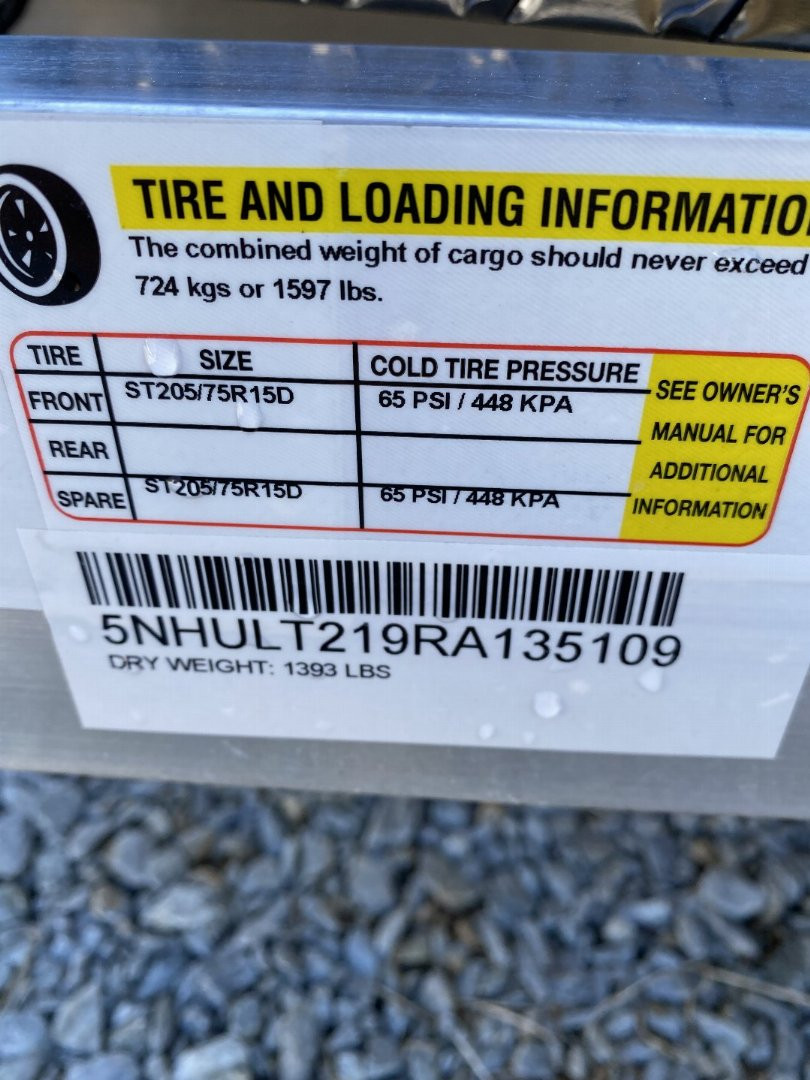 TIRE AND LOADING INFORMATIO
The combined weight of cargo should never exceed
724 kgs or 1597 lbs.
TIRE SIZE COLD TIRE PRESSURE SEE OWNER'S
FRONT ST205/75R15D 65 PSI / 448 KPA MANUAL FOR
REAR ADDITIONAL
SPARE ST205/75R15D 65 PSI / 448 KPA INFORMATION
5NHULT219RA135109
DRY WEIGHT: 1393 LBS